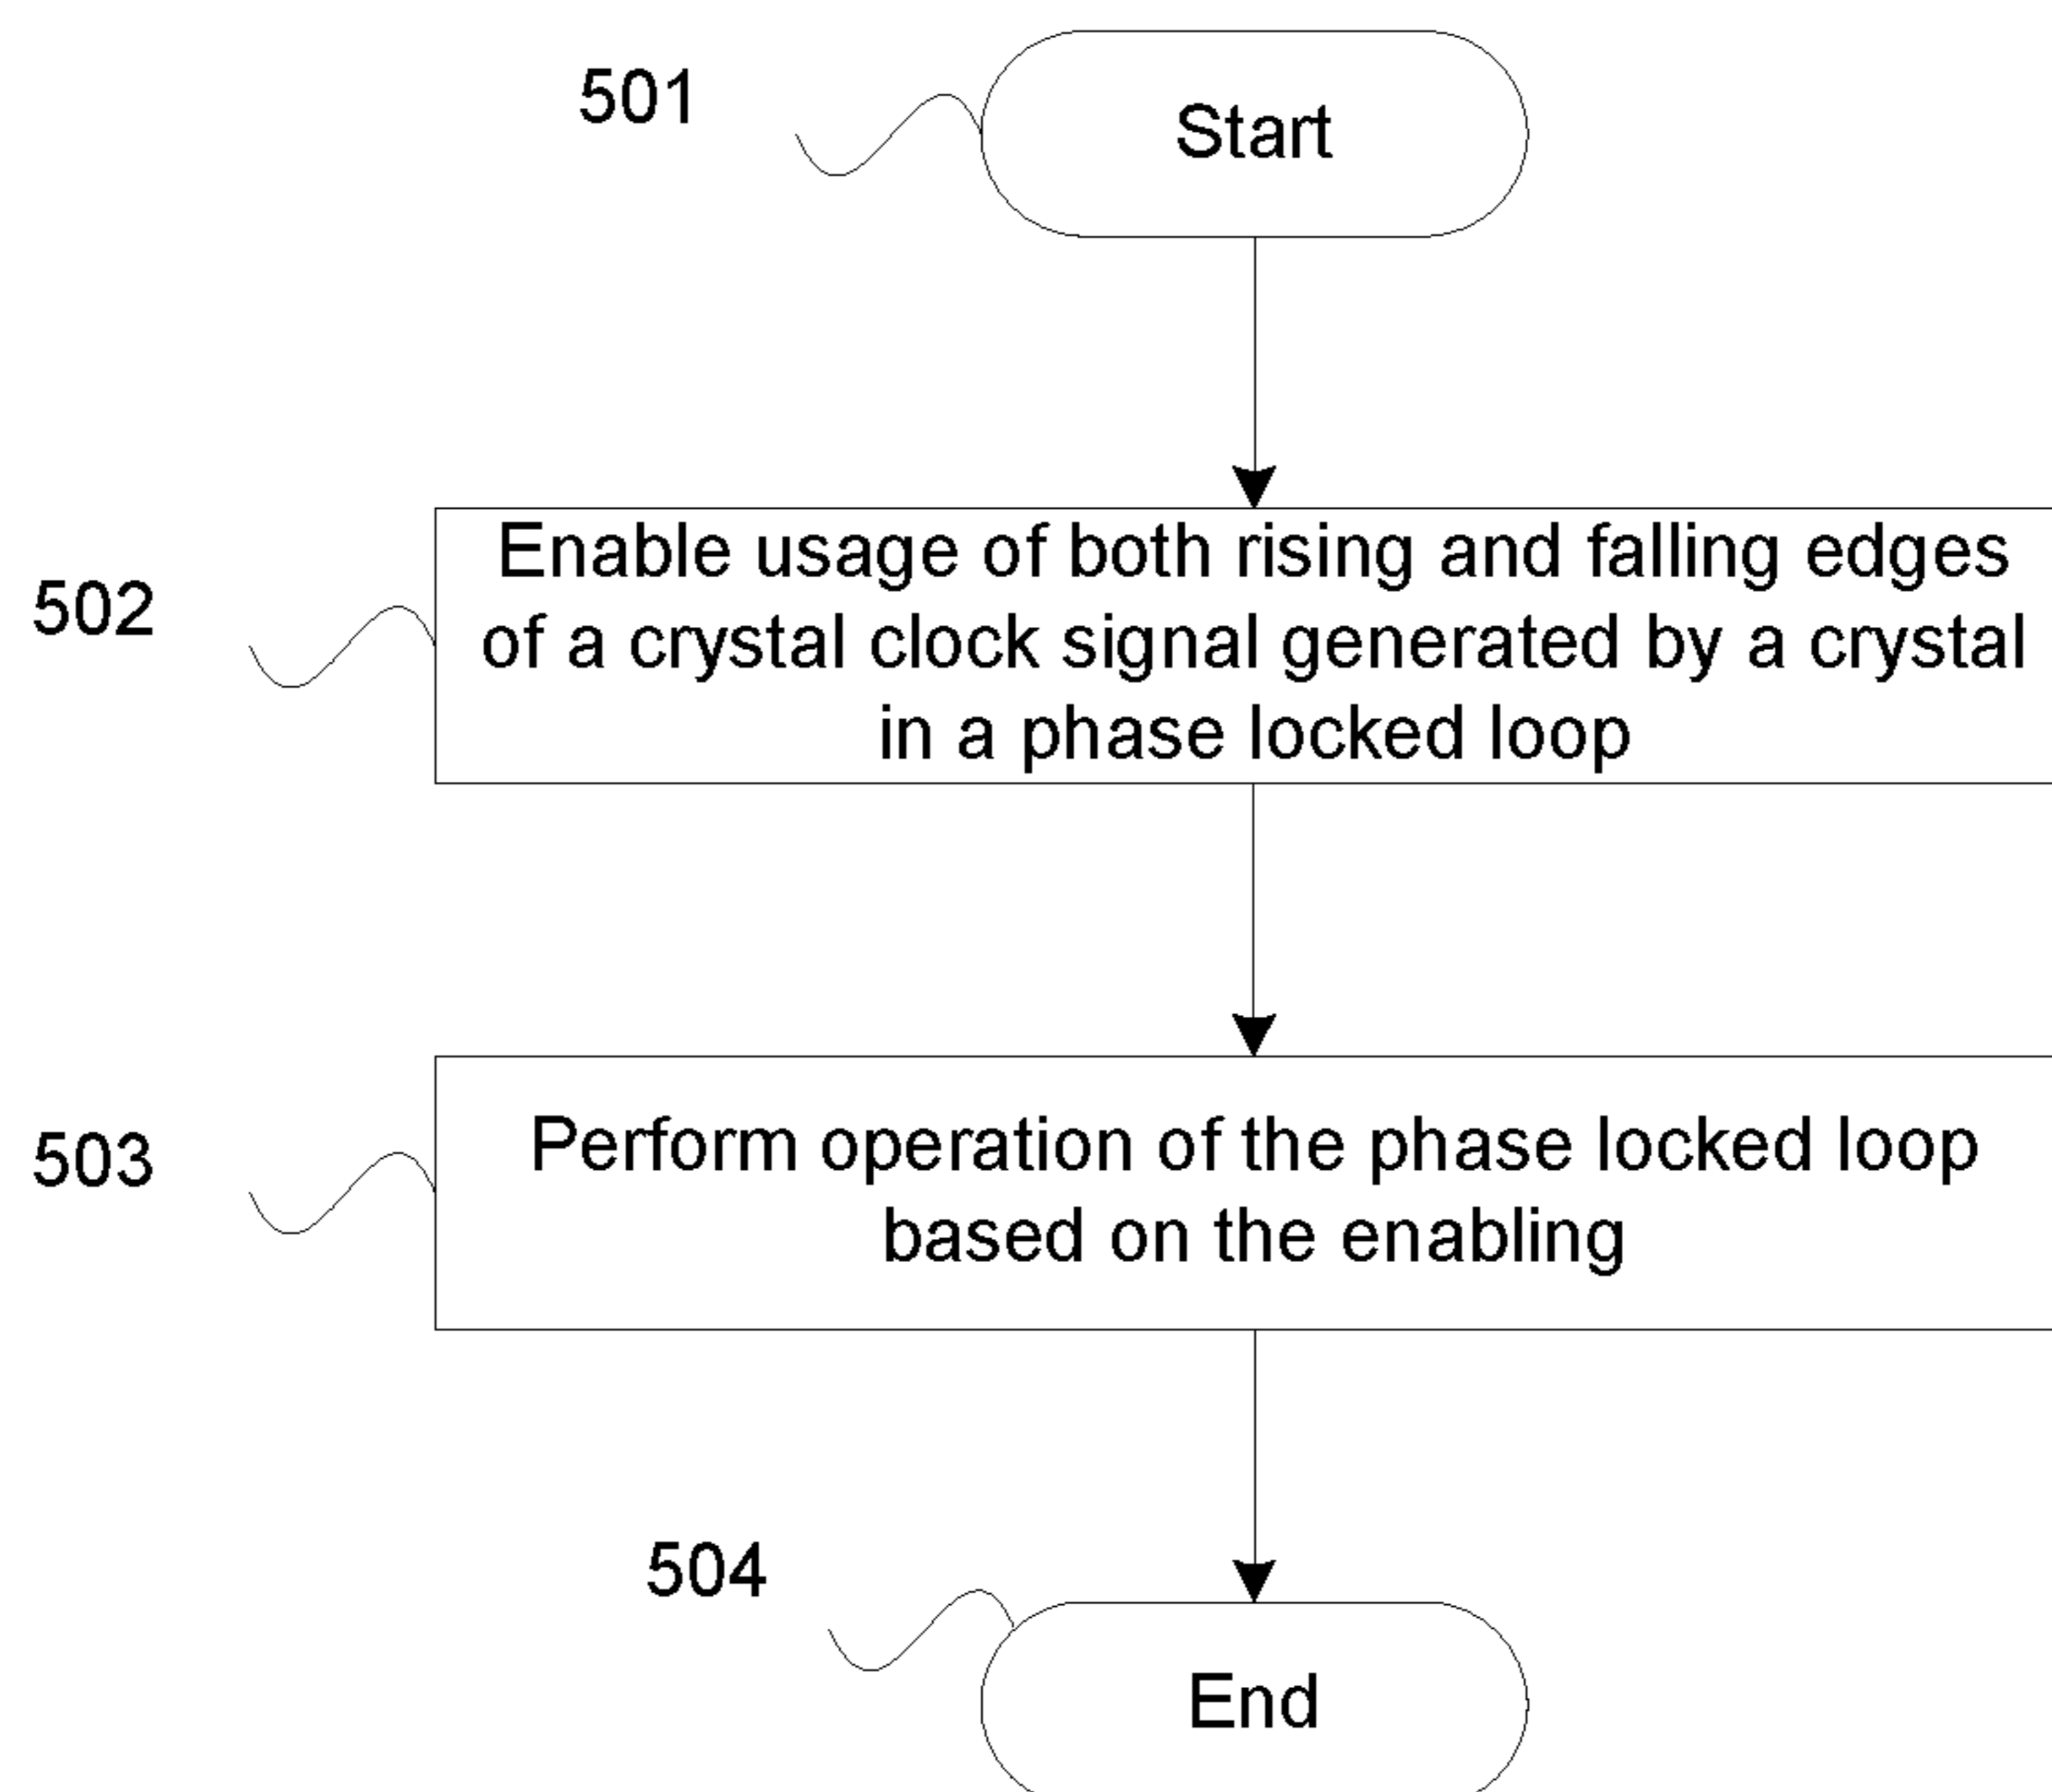 501
Start
502
Enable usage of both rising and falling edges
of a crystal clock signal generated by a crystal
in a phase locked loop
503
Perform operation of the phase locked loop
based on the enabling
504
End